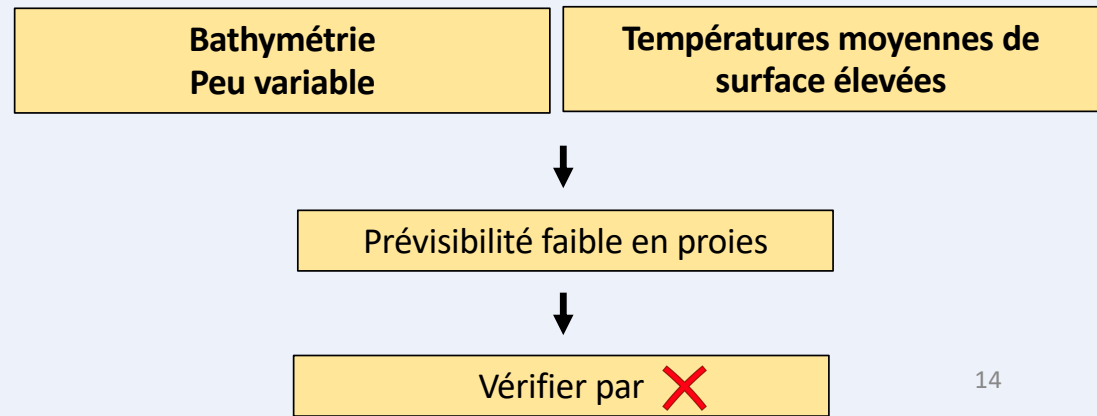 Bathymétrie
Peu variable
Températures moyennes de
surface élevées
Prévisibilité faible en proies
Vérifier par
14